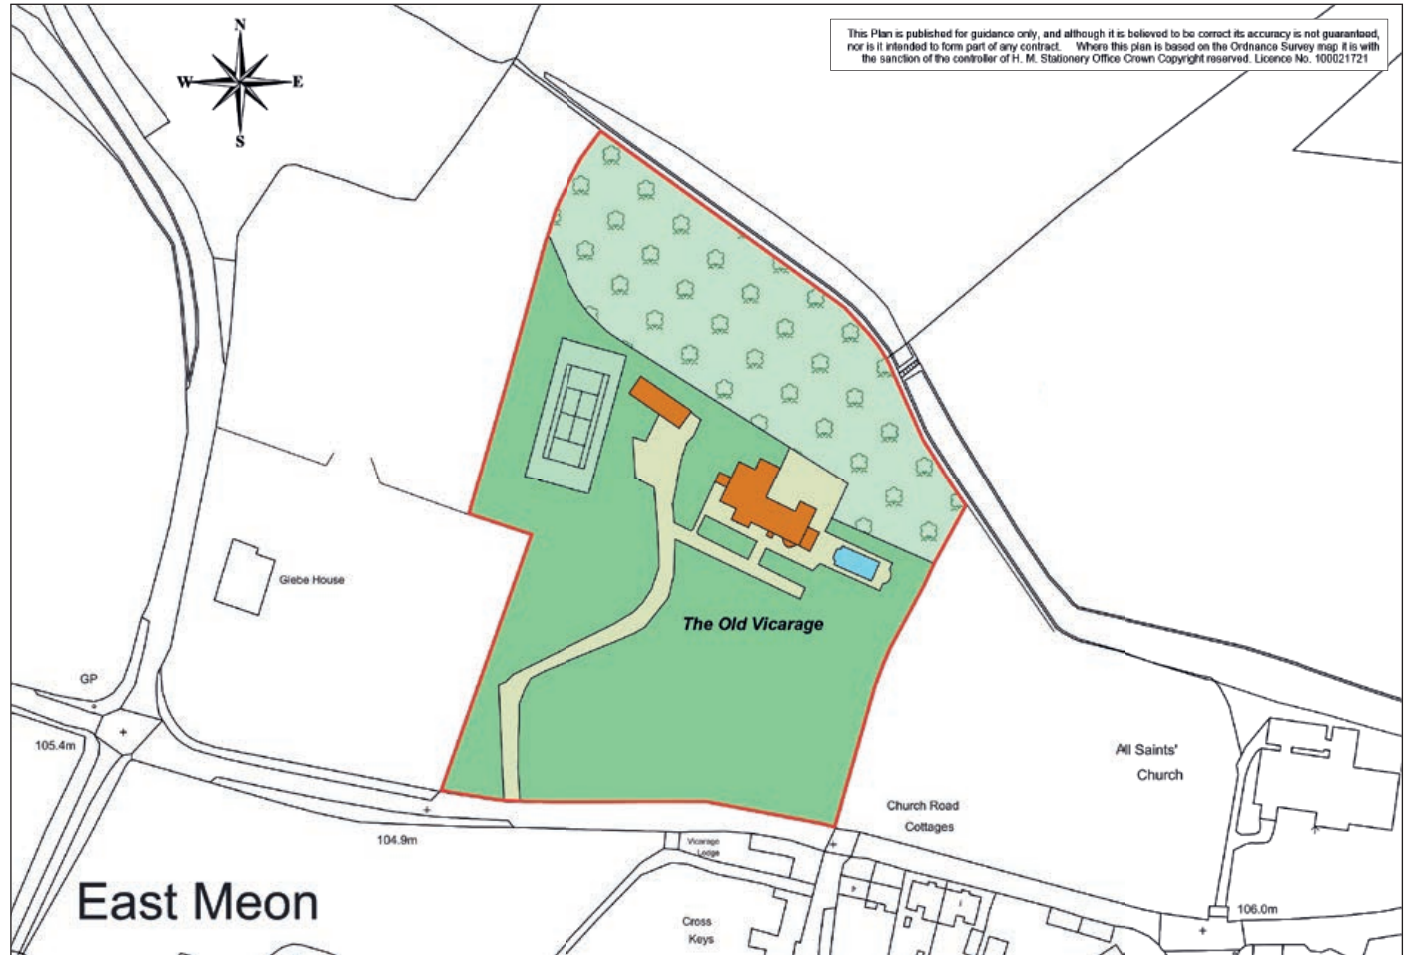 This Plan is published for guidance only, and although it is believed to be correct its accuracy is not guaranteed,
nor is it intended to form part of any contract. Where this plan is based on the Ordnance Survey map it is with
the sanction of the controller of H. M. Stationery Office Crown Copyright reserved. Licence No. 100021721
N
W E
S
Glebe House
The Old Vicarage
GP
105.4m
All Saints'
Church
Church Road
Cottages
104.9m
Vicarage
Lodge
East Meon
Cross
Keys
106.0m